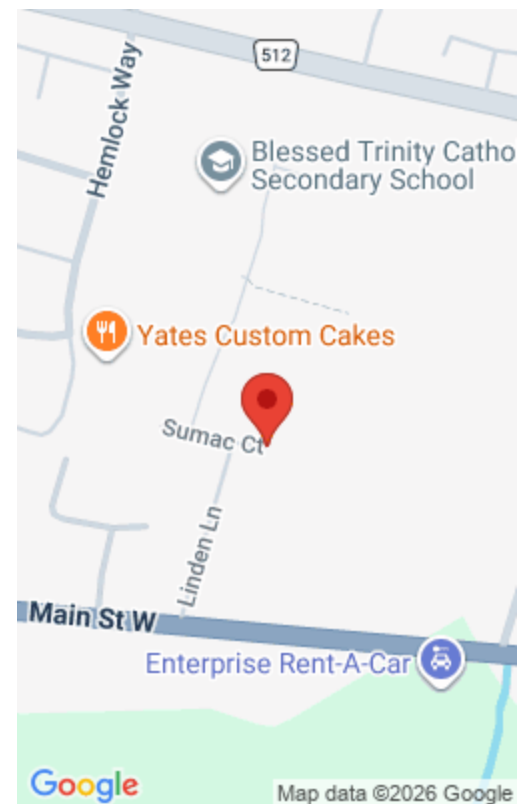 512
Hemlock Way
Blessed Trinity Catho
Secondary School
Yates Custom Cakes
Sumac Ct
Linden Ln
Main St W
Enterprise Rent-A-Car
Google
Map data ©2026 Google